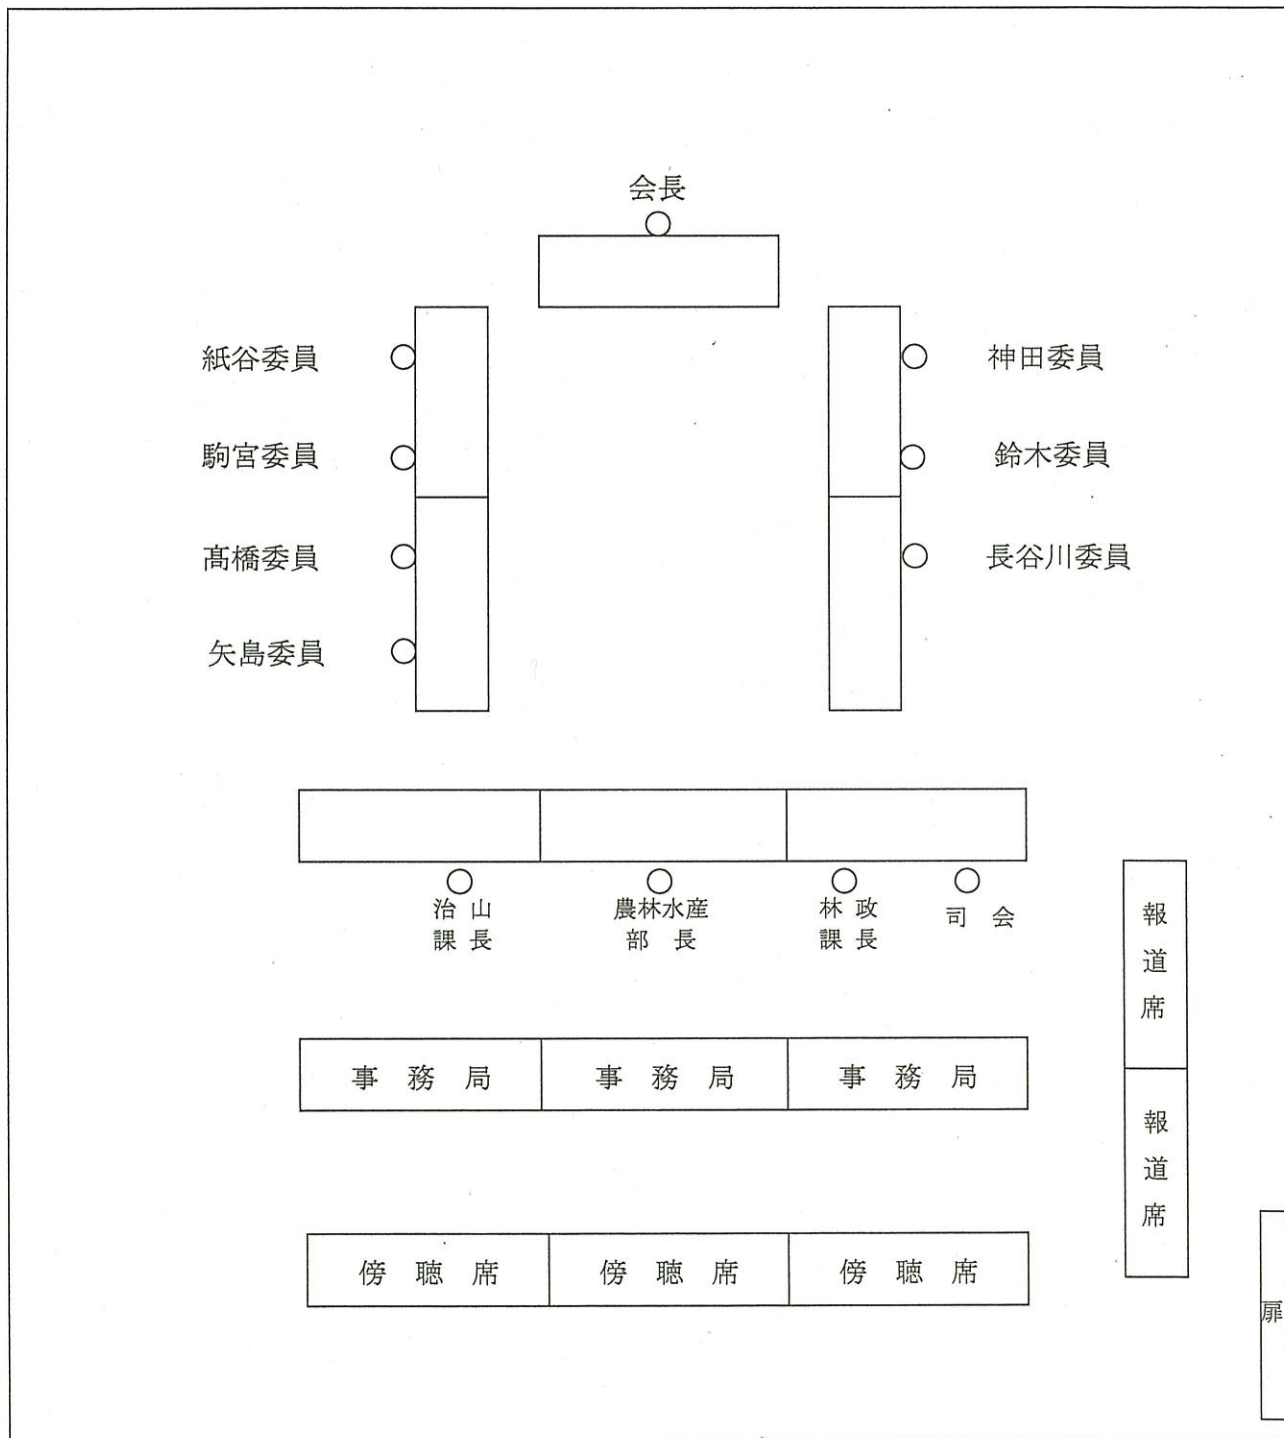 会長
紙谷委員
神田委員
駒宮委員
鈴木委員
髙橋委員
長谷川委員
矢島委員
治山
課長
農林水産
部長
林政
課長
司会
報道席
事務局 事務局 事務局
報道席
傍聴席 傍聴席 傍聴席
扉